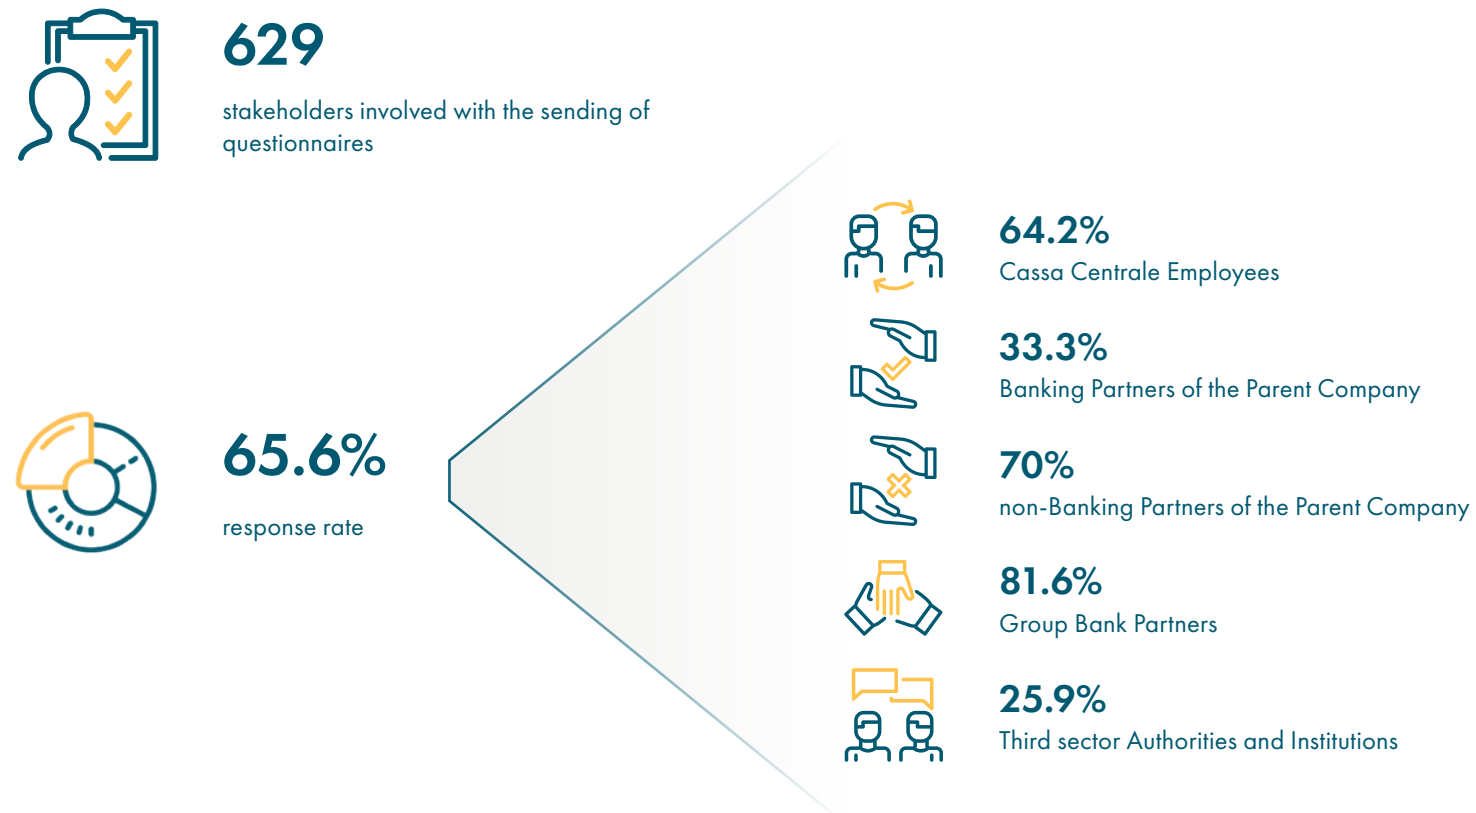 629
stakeholders involved with the sending of
questionnaires
65.6%
response rate
64.2%
Cassa Centrale Employees
33.3%
Banking Partners of the Parent Company
70%
non-Banking Partners of the Parent Company
81.6%
Group Bank Partners
25.9%
Third sector Authorities and Institutions